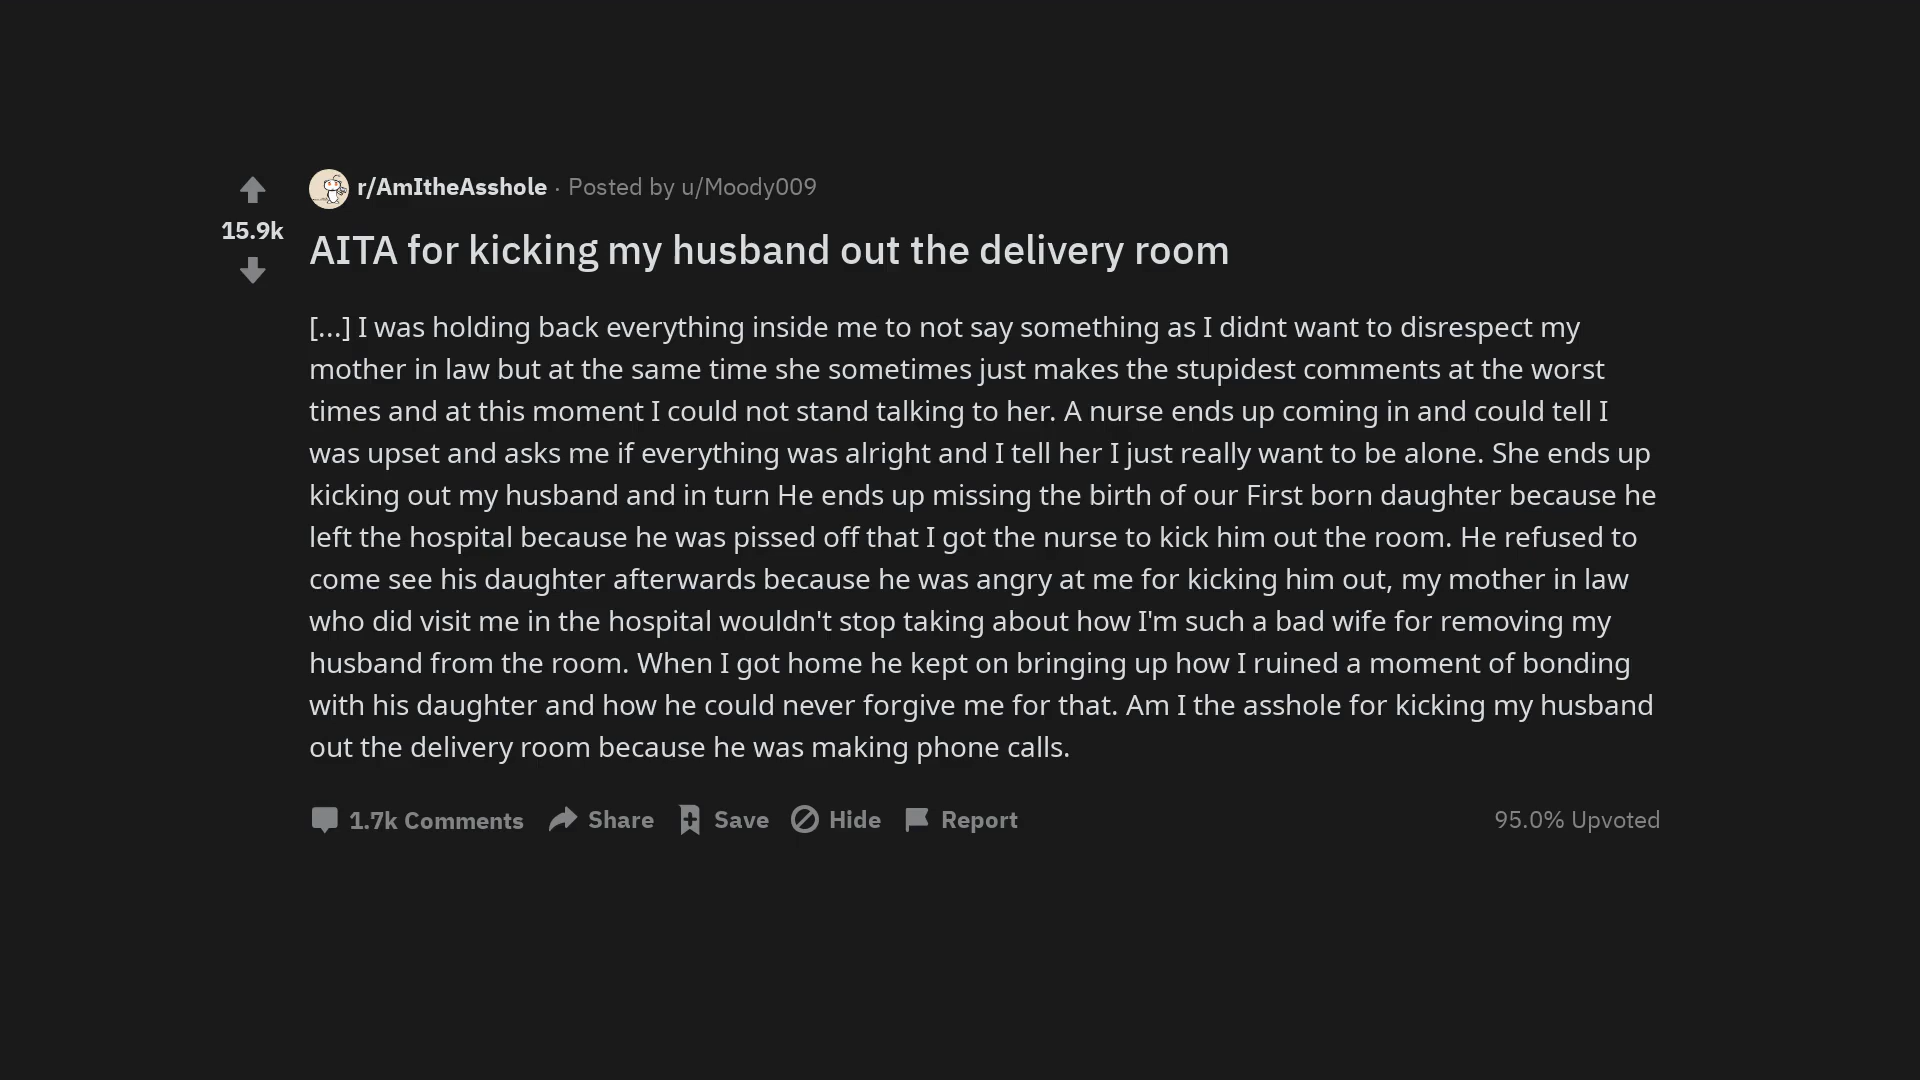 r/AmItheAsshole · Posted by u/Moody009
15.9k
AITA for kicking my husband out the delivery room
[...] I was holding back everything inside me to not say something as I didnt want to disrespect my
mother in law but at the same time she sometimes just makes the stupidest comments at the worst
times and at this moment I could not stand talking to her. A nurse ends up coming in and could tell I
was upset and asks me if everything was alright and I tell her I just really want to be alone. She ends up
kicking out my husband and in turn He ends up missing the birth of our First born daughter because he
left the hospital because he was pissed off that I got the nurse to kick him out the room. He refused to
come see his daughter afterwards because he was angry at me for kicking him out, my mother in law
who did visit me in the hospital wouldn't stop taking about how I'm such a bad wife for removing my
husband from the room. When I got home he kept on bringing up how I ruined a moment of bonding
with his daughter and how he could never forgive me for that. Am I the asshole for kicking my husband
out the delivery room because he was making phone calls.
1.7k Comments Share Save Hide Report 95.0% Upvoted